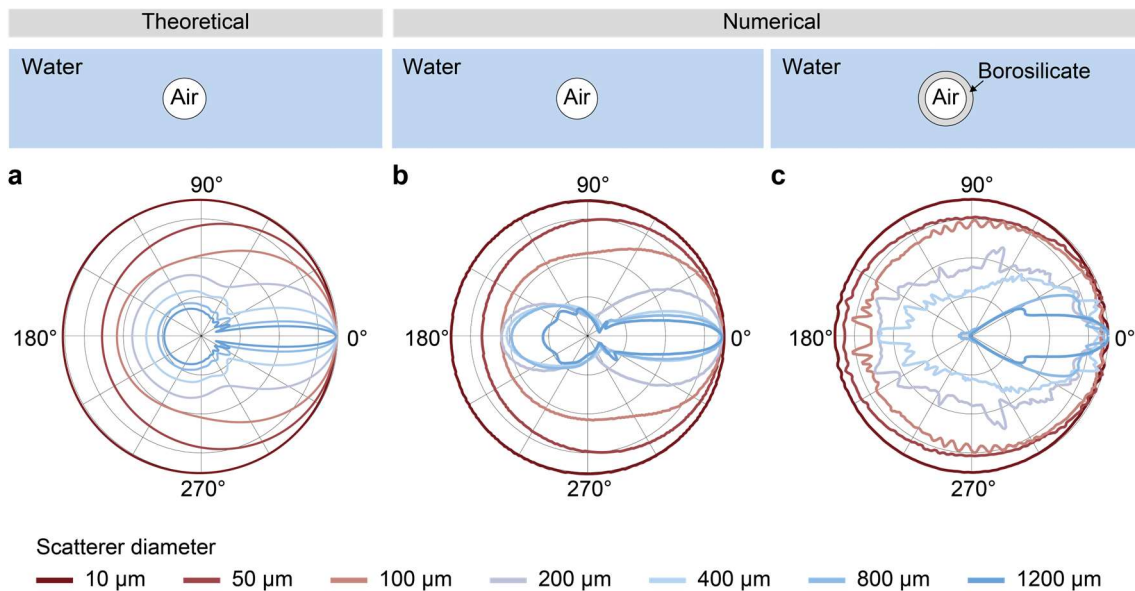 Theoretical
Numerical
Water
Air
Water
Air
Water
Air
Borosilicate
a
b
c
90°
180°
0°
270°
90°
180°
0°
270°
90°
180°
0°
270°
Scatterer diameter
10 µm
50 µm
100 µm
200 µm
400 µm
800 µm
1200 µm